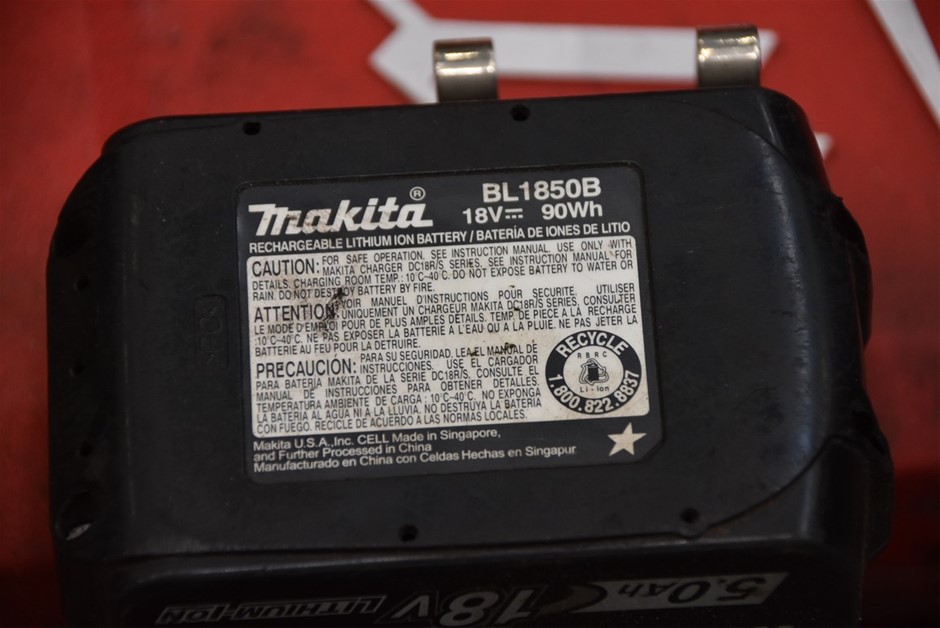 makita®
BL1850B
18V⎓ 90Wh
RECHARGEABLE LITHIUM ION BATTERY / BATERÍA DE IONES DE LITIO
CAUTION: FOR SAFE OPERATION, SEE INSTRUCTION MANUAL. USE ONLY WITH
MAKITA CHARGER DC18R/S SERIES. SEE INSTRUCTION MANUAL FOR
DETAILS. CHARGING ROOM TEMP.: 10°C-40°C. DO NOT EXPOSE BATTERY TO WATER OR
RAIN. DO NOT DESTROY BATTERY BY FIRE.
ATTENTION: VOIR MANUEL D'INSTRUCTIONS POUR SECURITE. UTILISER
UNIQUEMENT UN CHARGEUR MAKITA DC18R/S SERIES. CONSULTER
LE MODE D'EMPLOI POUR DE PLUS AMPLES DÉTAILS. TEMP. DE PIECE A LA RECHARGE
:10°C-40°C. NE PAS EXPOSER LA BATTERIE A L'EAU QU A LA PLUIE. NE PAS JETER LA
BATTERIE AU FEU POUR LA DETRUIRE.
PRECAUCIÓN: PARA SU SEGURIDAD, LEA EL MANUAL DE
INSTRUCCIONES. USE EL CARGADOR
PARA BATERIA MAKITA DE LA SERIE DC18R/S. CONSULTE EL
MANUAL DE INSTRUCCIONES PARA OBTENER DETALLES.
TEMPERATURA AMBIENTE DE CARGA : 10°C-40°C. NO EXPONGA
LA BATERIA AL AGUA NI A LA LLUVIA. NO DESTRUYA LA BATERÍA
CON FUEGO. RECICLE DE ACUERDO A LAS NORMAS LOCALES.
RECYCLE
RBRC
Li-ion
1.800.822.8837
Makita U.S.A., Inc. CELL Made in Singapore,
and Further Processed in China
Manufacturado en China con Celdas Hechas en Singapur
LITHIUM-ION 18V 5.0Ah